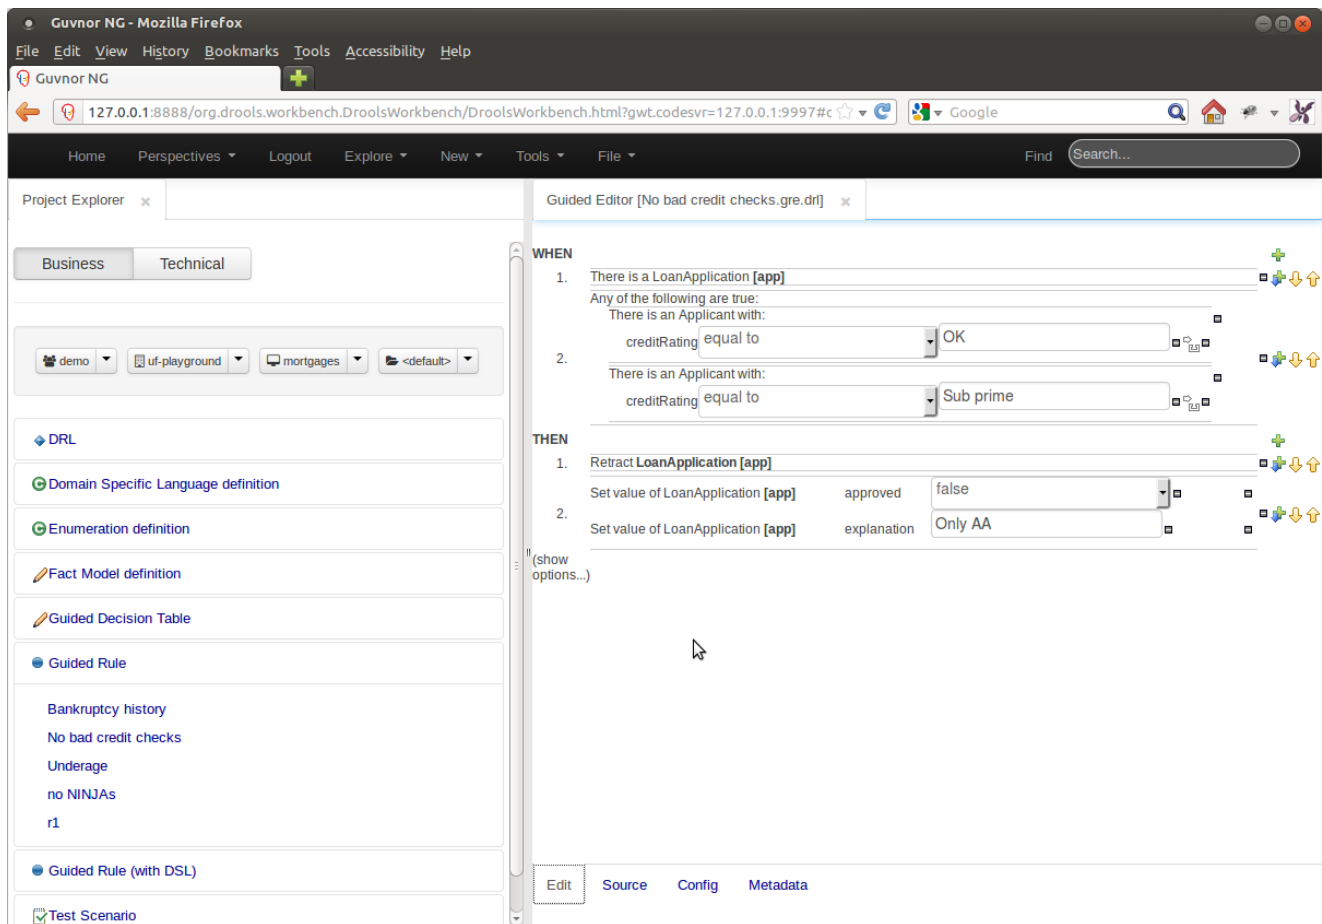 Guvnor NG - Mozilla Firefox
File Edit View History Bookmarks Tools Accessibility Help
Guvnor NG
127.0.0.1:8888/org.drools.workbench.DroolsWorkbench/DroolsWorkbench.html?gwt.codesvr=127.0.0.1:9997#c Google
Home Perspectives Logout Explore New Tools File Find Search...
Project Explorer
Business Technical
demo uf-playground mortgages <default>
DRL
Domain Specific Language definition
Enumeration definition
Fact Model definition
Guided Decision Table
Guided Rule
Bankruptcy history
No bad credit checks
Underage
no NINJAs
r1
Guided Rule (with DSL)
Test Scenario
Guided Editor [No bad credit checks.gre.drl]
WHEN
1. There is a LoanApplication [app]
Any of the following are true:
There is an Applicant with:
creditRating equal to OK
2.
There is an Applicant with:
creditRating equal to Sub prime
THEN
1. Retract LoanApplication [app]
Set value of LoanApplication [app] approved false
2.
Set value of LoanApplication [app] explanation Only AA
(show
options...)
Edit Source Config Metadata